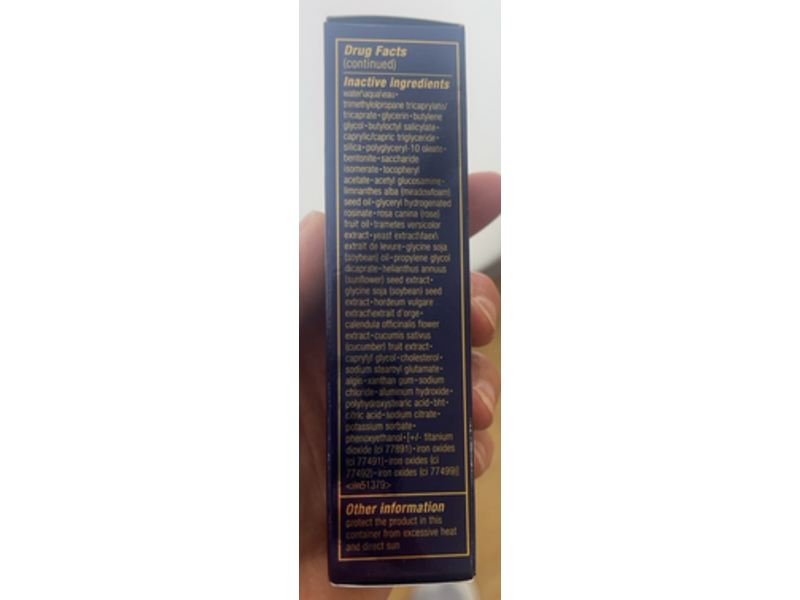 Drug Facts
(continued)
Inactive ingredients
water\aqua\eau•
trimethylolpropane tricaprylate/
tricaprate•glycerin•butylene
glycol•butyloctyl salicylate•
caprylic/capric triglyceride•
silica•polyglyceryl-10 oleate•
bentonite•saccharide
isomerate•tocopheryl
acetate•acetyl glucosamine•
limnanthes alba (meadowfoam)
seed oil•glyceryl hydrogenated
rosinate•rosa canina (rose)
fruit oil•trametes versicolor
extract•yeast extract\faex\
extrait de levure•glycine soja
(soybean) oil•propylene glycol
dicaprate•helianthus annuus
(sunflower) seed extract•
glycine soja (soybean) seed
extract•hordeum vulgare
extract\extrait d'orge•
calendula officinalis flower
extract•cucumis sativus
(cucumber) fruit extract•
caprylyl glycol•cholesterol•
sodium stearoyl glutamate•
algin•xanthan gum•sodium
chloride•aluminum hydroxide•
polyhydroxystearic acid•bht•
citric acid•sodium citrate•
potassium sorbate•
phenoxyethanol•[+/- titanium
dioxide (ci 77891)•iron oxides
(ci 77491)•iron oxides (ci
77492)•iron oxides (ci 77499)]
<iln51379>
Other information
protect the product in this
container from excessive heat
and direct sun